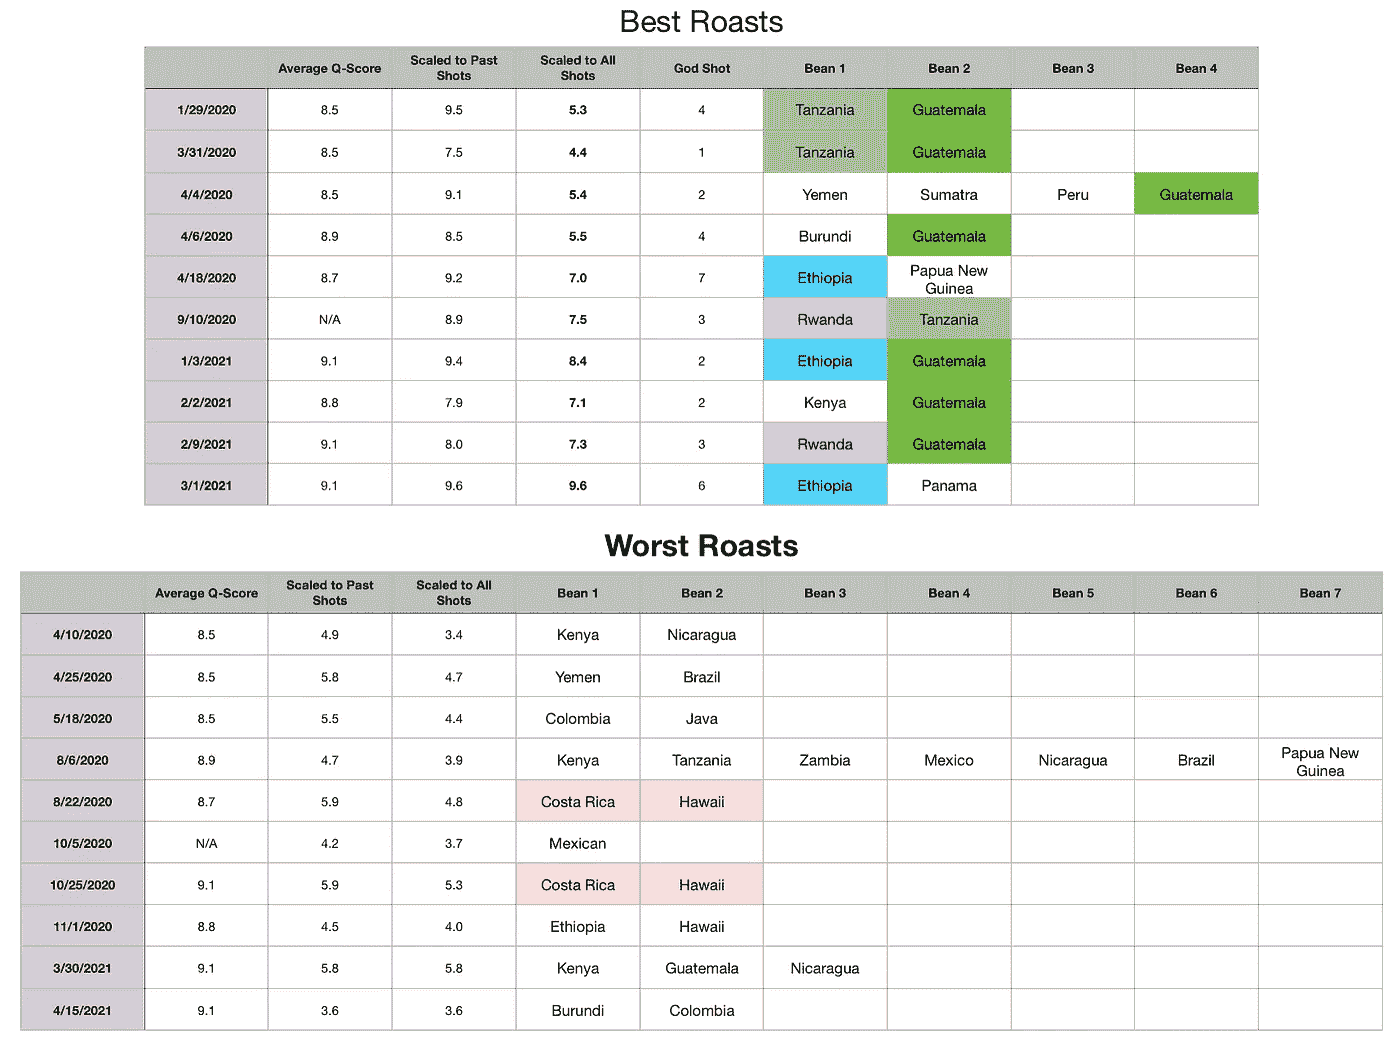 Best Roasts
Average Q-Score Scaled to Past Shots Scaled to All Shots God Shot Bean 1 Bean 2 Bean 3 Bean 4
1/29/2020 8.5 9.5 5.3 4 Tanzania Guatemala
3/31/2020 8.5 7.5 4.4 1 Tanzania Guatemala
4/4/2020 8.5 9.1 5.4 2 Yemen Sumatra Peru Guatemala
4/6/2020 8.9 8.5 5.5 4 Burundi Guatemala
4/18/2020 8.7 9.2 7.0 7 Ethiopia Papua New Guinea
9/10/2020 N/A 8.9 7.5 3 Rwanda Tanzania
1/3/2021 9.1 9.4 8.4 2 Ethiopia Guatemala
2/2/2021 8.8 7.9 7.1 2 Kenya Guatemala
2/9/2021 9.1 8.0 7.3 3 Rwanda Guatemala
3/1/2021 9.1 9.6 9.6 6 Ethiopia Panama
Worst Roasts
Average Q-Score Scaled to Past Shots Scaled to All Shots Bean 1 Bean 2 Bean 3 Bean 4 Bean 5 Bean 6 Bean 7
4/10/2020 8.5 4.9 3.4 Kenya Nicaragua
4/25/2020 8.5 5.8 4.7 Yemen Brazil
5/18/2020 8.5 5.5 4.4 Colombia Java
8/6/2020 8.9 4.7 3.9 Kenya Tanzania Zambia Mexico Nicaragua Brazil Papua New Guinea
8/22/2020 8.7 5.9 4.8 Costa Rica Hawaii
10/5/2020 N/A 4.2 3.7 Mexican
10/25/2020 9.1 5.9 5.3 Costa Rica Hawaii
11/1/2020 8.8 4.5 4.0 Ethiopia Hawaii
3/30/2021 9.1 5.8 5.8 Kenya Guatemala Nicaragua
4/15/2021 9.1 3.6 3.6 Burundi Colombia